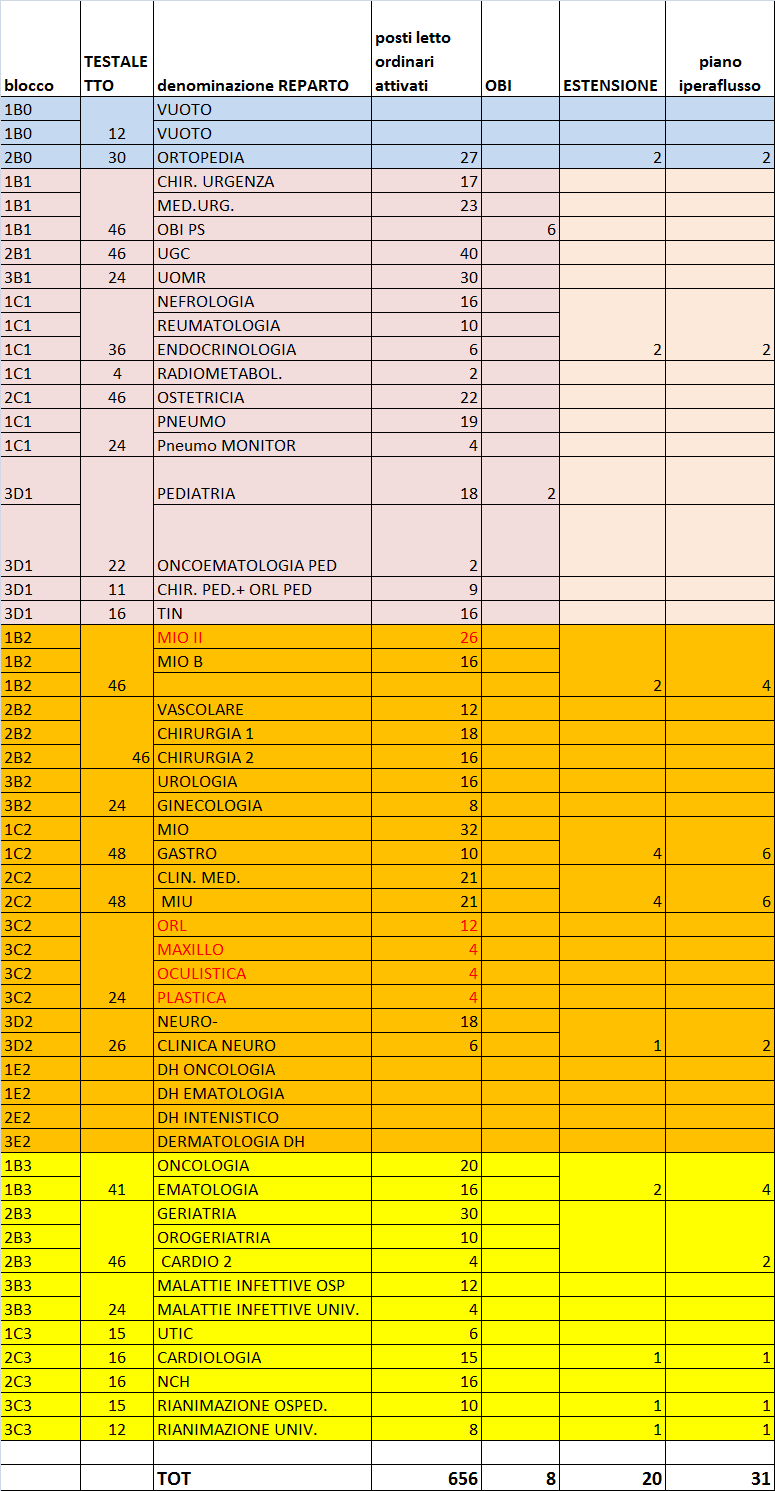 blocco TESTALETTO denominazione REPARTO posti letto ordinari attivati OBI ESTENSIONE piano iperaflusso
1B0 VUOTO
1B0 12 VUOTO
2B0 30 ORTOPEDIA 27 2 2
1B1 CHIR. URGENZA 17
1B1 MED.URG. 23
1B1 46 OBI PS 6
2B1 46 UGC 40
3B1 24 UOMR 30
1C1 NEFROLOGIA 16
1C1 REUMATOLOGIA 10
1C1 36 ENDOCRINOLOGIA 6 2 2
1C1 4 RADIOMETABOL. 2
2C1 46 OSTETRICIA 22
1C1 PNEUMO 19
1C1 24 Pneumo MONITOR 4
3D1 PEDIATRIA 18 2
3D1 22 ONCOEMATOLOGIA PED 2
3D1 11 CHIR. PED.+ ORL PED 9
3D1 16 TIN 16
1B2 MIO II 26
1B2 MIO B 16
1B2 46 2 4
2B2 VASCOLARE 12
2B2 CHIRURGIA 1 18
2B2 46 CHIRURGIA 2 16
3B2 UROLOGIA 16
3B2 24 GINECOLOGIA 8
1C2 MIO 32
1C2 48 GASTRO 10 4 6
2C2 CLIN. MED. 21
2C2 48 MIU 21 4 6
3C2 ORL 12
3C2 MAXILLO 4
3C2 OCULISTICA 4
3C2 24 PLASTICA 4
3D2 NEURO- 18
3D2 26 CLINICA NEURO 6 1 2
1E2 DH ONCOLOGIA
1E2 DH EMATOLOGIA
2E2 DH INTENISTICO
3E2 DERMATOLOGIA DH
1B3 ONCOLOGIA 20
1B3 41 EMATOLOGIA 16 2 4
2B3 GERIATRIA 30
2B3 OROGERIATRIA 10
2B3 46 CARDIO 2 4 2
3B3 MALATTIE INFETTIVE OSP 12
3B3 24 MALATTIE INFETTIVE UNIV. 4
1C3 15 UTIC 6
2C3 16 CARDIOLOGIA 15 1 1
2C3 16 NCH 16
3C3 15 RIANIMAZIONE OSPED. 10 1 1
3C3 12 RIANIMAZIONE UNIV. 8 1 1
TOT 656 8 20 31